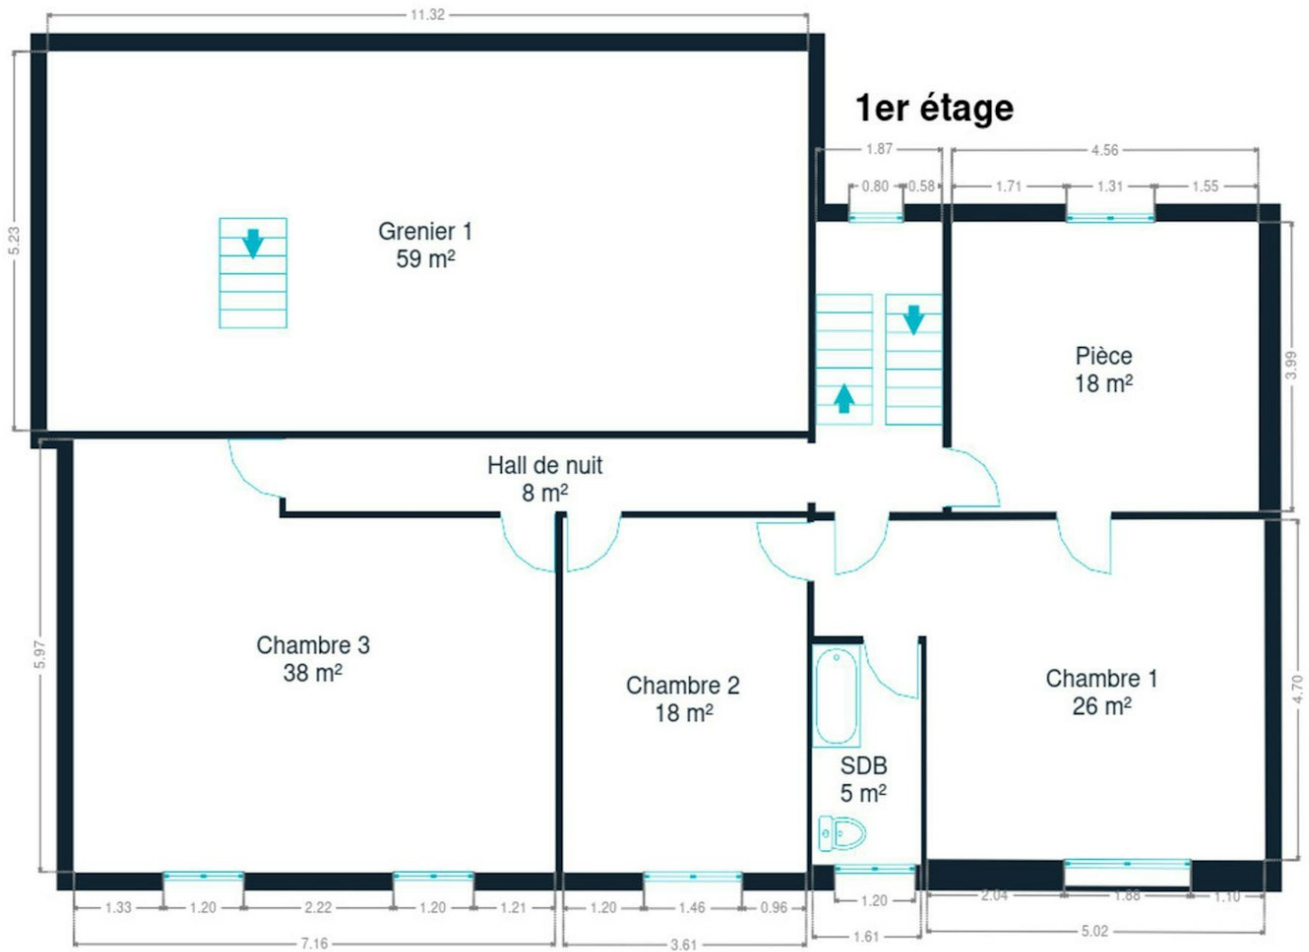 11.32
1er étage
1.87
4.56
0.80
0.58
1.71
1.31
1.55
5.23
Grenier 1
59 m²
3.99
Pièce
18 m²
Hall de nuit
8 m²
5.97
Chambre 3
38 m²
Chambre 2
18 m²
Chambre 1
26 m²
4.70
SDB
5 m²
1.33
1.20
2.22
1.20
1.21
1.20
1.46
0.96
1.20
2.04
1.88
1.10
7.16
3.61
1.61
5.02